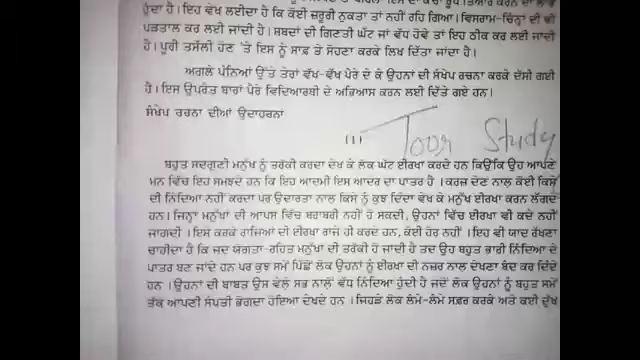 ਹੁੰਦਾ ਹੈ। ਇਹ ਵੇਖ ਲਈਦਾ ਹੈ ਕਿ ਕੋਈ ਜ਼ਰੂਰੀ ਨੁਕਤਾ ਤਾਂ ਨਹੀਂ ਰਹਿ ਗਿਆ। ਵਿਸਰਾਮ-ਚਿੰਨ੍ਹਾਂ ਦੀ ਵੀ
ਪੜਤਾਲ ਕਰ ਲਈ ਜਾਂਦੀ ਹੈ। ਸ਼ਬਦਾਂ ਦੀ ਗਿਣਤੀ ਘੱਟ ਜਾਂ ਵੱਧ ਹੋਵੇ ਤਾਂ ਇਹ ਠੀਕ ਕਰ ਲਈ ਜਾਂਦੀ
ਹੈ। ਪੂਰੀ ਤਸੱਲੀ ਹੋਣ 'ਤੇ ਇਸ ਨੂੰ ਸਾਫ਼ ਤੇ ਸੋਹਣਾ ਕਰਕੇ ਲਿਖ ਦਿੱਤਾ ਜਾਂਦਾ ਹੈ।
ਅਗਲੇ ਪੰਨਿਆਂ ਉੱਤੇ ਤੇਰਾਂ ਵੱਖ-ਵੱਖ ਪੈਰੇ ਦੇ ਕੇ ਉਹਨਾਂ ਦੀ ਸੰਖੇਪ ਰਚਨਾ ਕਰਕੇ ਦੱਸੀ ਗਈ
ਹੈ। ਇਸ ਉਪਰੰਤ ਬਾਰਾਂ ਪੈਰੇ ਵਿਦਿਆਰਥੀ ਦੇ ਅਭਿਆਸ ਕਰਨ ਲਈ ਦਿੱਤੇ ਗਏ ਹਨ।
ਸੰਖੇਪ ਰਚਨਾ ਦੀਆਂ ਉਦਾਹਰਨਾਂ
(1) Toor Study
ਬਹੁਤ ਸਦਗੁਣੀ ਮਨੁੱਖ ਨੂੰ ਤਰੱਕੀ ਕਰਦਾ ਦੇਖ ਕੇ ਲੋਕ ਘੱਟ ਈਰਖਾ ਕਰਦੇ ਹਨ ਕਿਉਂਕਿ ਉਹ ਆਪਣੇ
ਮਨ ਵਿੱਚ ਇਹ ਸਮਝਦੇ ਹਨ ਕਿ ਇਹ ਆਦਮੀ ਇਸ ਆਦਰ ਦਾ ਪਾਤਰ ਹੈ। ਕਰਜ਼ ਦੇਣ ਨਾਲ ਕੋਈ ਕਿਸੇ
ਦੀ ਨਿੰਦਿਆ ਨਹੀਂ ਕਰਦਾ ਪਰ ਉਦਾਰਤਾ ਨਾਲ ਕਿਸੇ ਨੂੰ ਕੁਝ ਦਿੰਦਾ ਵੇਖ ਕੇ ਮਨੁੱਖ ਈਰਖਾ ਕਰਨ ਲੱਗਦੇ
ਹਨ। ਜਿਨ੍ਹਾਂ ਮਨੁੱਖਾਂ ਦੀ ਆਪਸ ਵਿੱਚ ਬਰਾਬਰੀ ਨਹੀਂ ਹੋ ਸਕਦੀ, ਉਹਨਾਂ ਵਿੱਚ ਈਰਖਾ ਵੀ ਕਦੇ ਨਹੀਂ
ਜਾਗਦੀ। ਇਸੇ ਕਰਕੇ ਰਾਜਿਆਂ ਦੀ ਈਰਖਾ ਰਾਜੇ ਹੀ ਕਰਦੇ ਹਨ, ਕੋਈ ਹੋਰ ਨਹੀਂ। ਇਹ ਵੀ ਯਾਦ ਰੱਖਣਾ
ਚਾਹੀਦਾ ਹੈ ਕਿ ਜਦ ਯੋਗਤਾ-ਰਹਿਤ ਮਨੁੱਖਾਂ ਦੀ ਤਰੱਕੀ ਹੋ ਜਾਂਦੀ ਹੈ ਤਦ ਉਹ ਬਹੁਤ ਭਾਰੀ ਨਿੰਦਿਆ ਦੇ
ਪਾਤਰ ਬਣ ਜਾਂਦੇ ਹਨ ਪਰ ਕੁਝ ਸਮੇਂ ਪਿੱਛੋਂ ਲੋਕ ਉਹਨਾਂ ਨੂੰ ਈਰਖਾ ਦੀ ਨਜ਼ਰ ਨਾਲ ਦੇਖਣਾ ਬੰਦ ਕਰ ਦਿੰਦੇ
ਹਨ। ਉਹਨਾਂ ਦੀ ਬਾਬਤ ਉਸ ਵੇਲੇ ਸਭ ਨਾਲੋਂ ਵੱਧ ਨਿੰਦਿਆ ਹੁੰਦੀ ਹੈ ਜਦੋਂ ਲੋਕ ਉਹਨਾਂ ਨੂੰ ਬਹੁਤ ਸਮੇਂ
ਤੱਕ ਆਪਣੀ ਸੰਪਤੀ ਭੋਗਦਾ ਹੋਇਆ ਦੇਖਦੇ ਹਨ। ਜਿਹੜੇ ਲੋਕ ਲੰਮੇ-ਲੰਮੇ ਸਫ਼ਰ ਕਰਕੇ ਅਤੇ ਕਈ ਦੁੱਖ